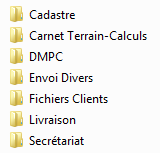 Cadastre
Carnet Terrain-Calculs
DMPC
Envoi Divers
Fichiers Clients
Livraison
Secrétariat